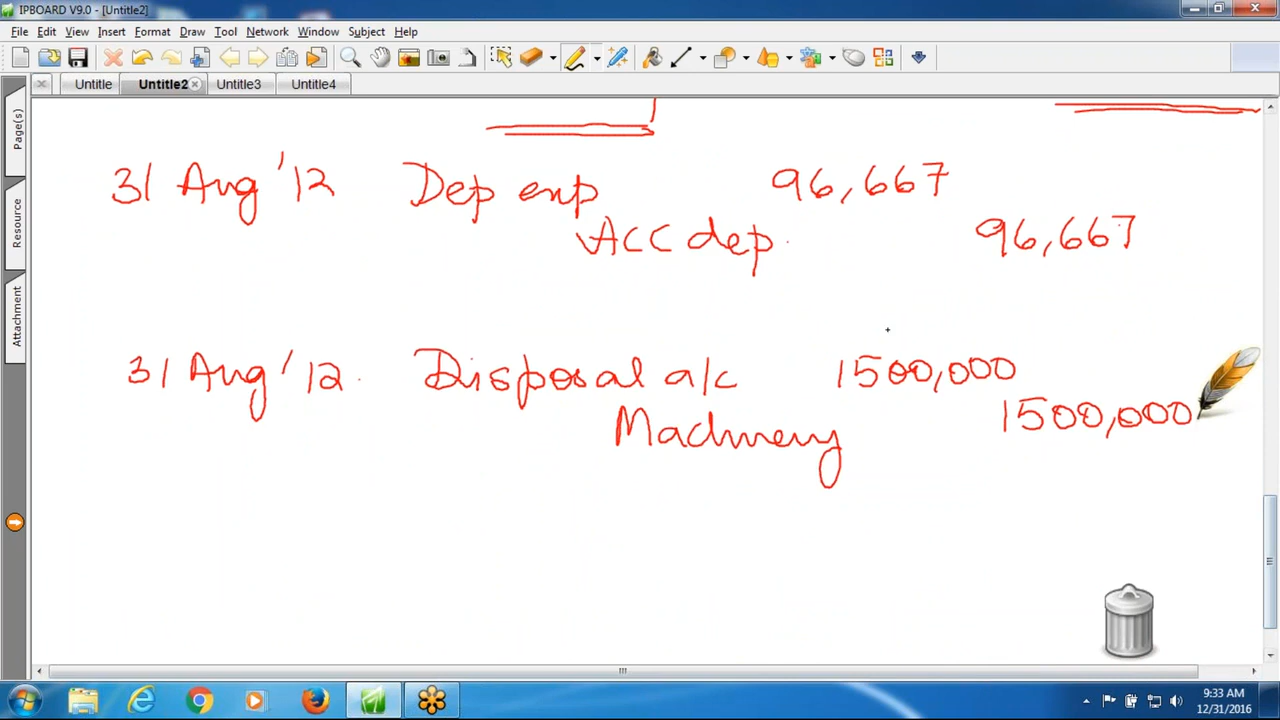 IPBOARD V9.0 - [Untitled2]
File Edit View Insert Format Draw Tool Network Window Subject Help
Untitle Untitle2 Untitle3 Untitle4
Page(s)
Resource
Attachment
31 Aug '12 Dep exp 96,667
Acc dep. 96,667
31 Aug '12. Disposal a/c 1500,000
Machinery 1500,000
9:33 AM
12/31/2016